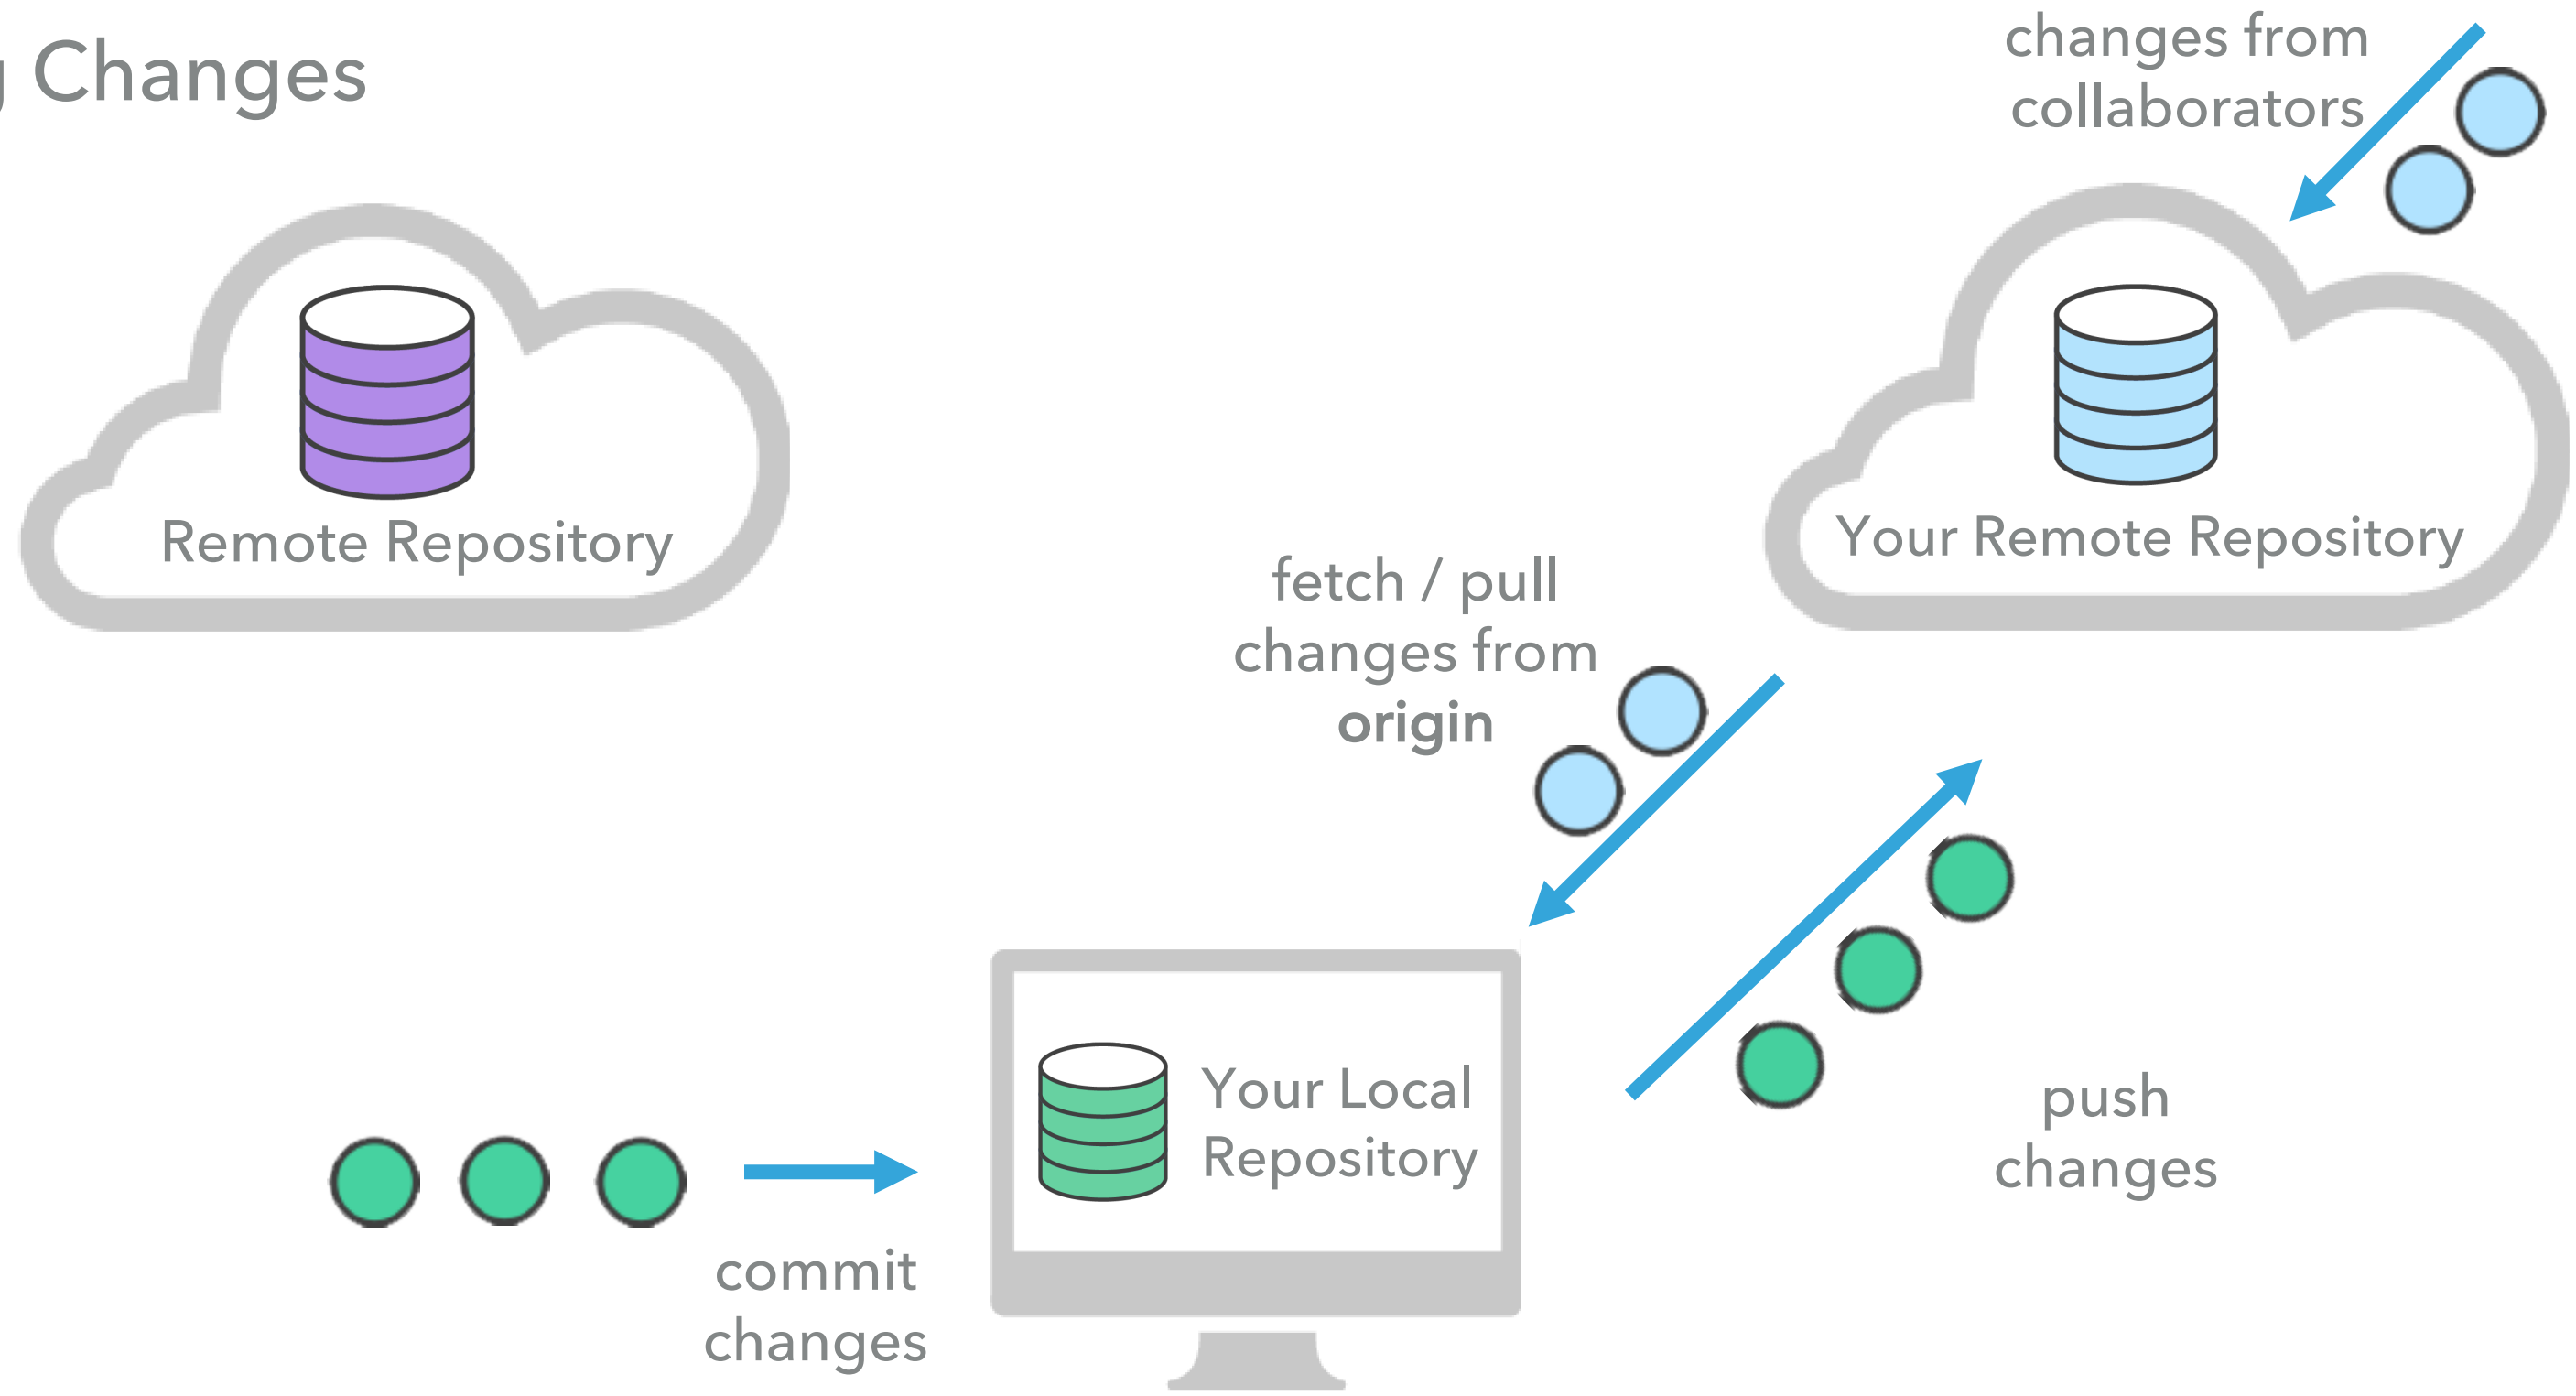 Changes
changes from
collaborators
Remote Repository
Your Remote Repository
fetch / pull
changes from
origin
Your Local
Repository
push
changes
commit
changes